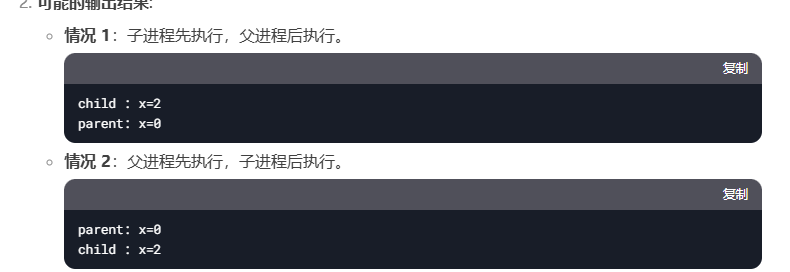 2. 可能的输出结果:
情况 1：子进程先执行，父进程后执行。
复制
child : x=2
parent: x=0
情况 2：父进程先执行，子进程后执行。
复制
parent: x=0
child : x=2